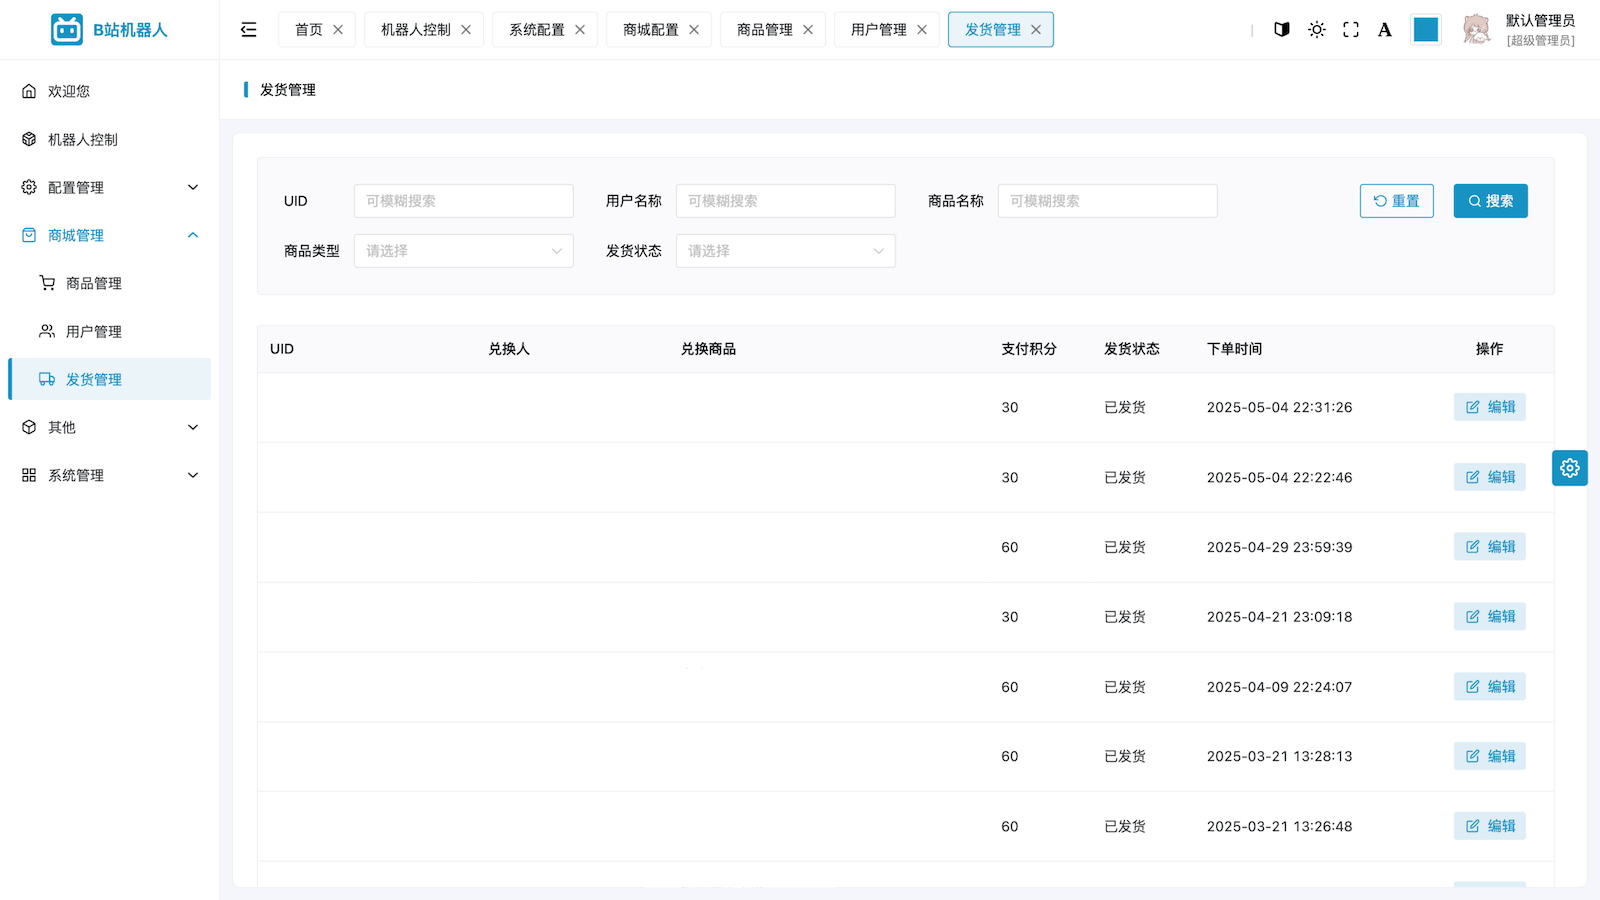 B站机器人
首页
机器人控制
系统配置
商城配置
商品管理
用户管理
发货管理
A
默认管理员
[超级管理员]
欢迎您
机器人控制
配置管理
商城管理
商品管理
用户管理
发货管理
其他
系统管理
发货管理
UID 可模糊搜索 用户名称 可模糊搜索 商品名称 可模糊搜索 重置 搜索
商品类型 请选择 发货状态 请选择
UID 兑换人 兑换商品 支付积分 发货状态 下单时间 操作
30 已发货 2025-05-04 22:31:26 编辑
30 已发货 2025-05-04 22:22:46 编辑
60 已发货 2025-04-29 23:59:39 编辑
30 已发货 2025-04-21 23:09:18 编辑
60 已发货 2025-04-09 22:24:07 编辑
60 已发货 2025-03-21 13:28:13 编辑
60 已发货 2025-03-21 13:26:48 编辑